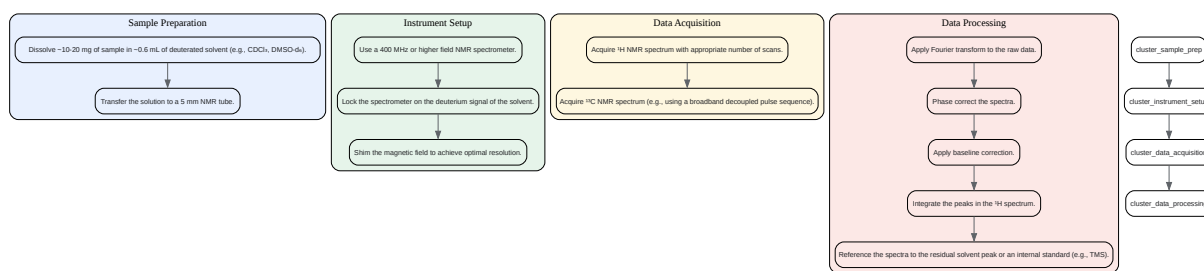 Sample Preparation
Dissolve ~10-20 mg of sample in ~0.6 mL of deuterated solvent (e.g., CDCl₃, DMSO-d₆).
Transfer the solution to a 5 mm NMR tube.
Instrument Setup
Use a 400 MHz or higher field NMR spectrometer.
Lock the spectrometer on the deuterium signal of the solvent.
Shim the magnetic field to achieve optimal resolution.
Data Acquisition
Acquire ¹H NMR spectrum with appropriate number of scans.
Acquire ¹³C NMR spectrum (e.g., using a broadband decoupled pulse sequence).
Data Processing
Apply Fourier transform to the raw data.
Phase correct the spectra.
Apply baseline correction.
Integrate the peaks in the ¹H spectrum.
Reference the spectra to the residual solvent peak or an internal standard (e.g., TMS).
cluster_sample_prep
cluster_instrument_setu
cluster_data_acquisition
cluster_data_processing